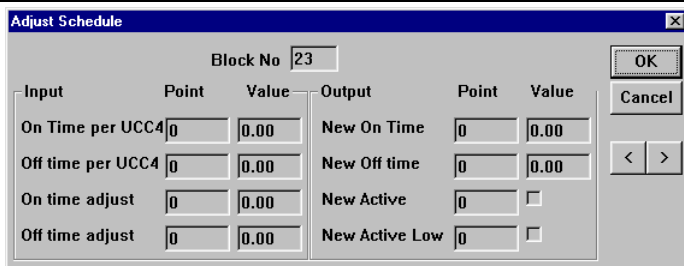 Adjust Schedule
Block No 23
OK
Input Point Value Output Point Value
Cancel
On Time per UCC4 0 0.00 New On Time 0 0.00
Off time per UCC4 0 0.00 New Off time 0 0.00
< >
On time adjust 0 0.00 New Active 0
Off time adjust 0 0.00 New Active Low 0